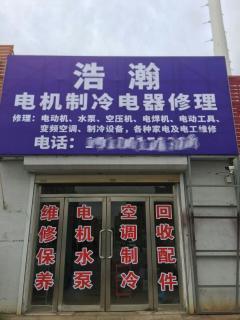 浩瀚
电机制冷电器修理
修理:电动机、水泵、空压机、电焊机、电动工具、
变频空调、制冷设备,各种家电及电工维修
电话:
维修保养
电机水泵
空调制冷
回收配件